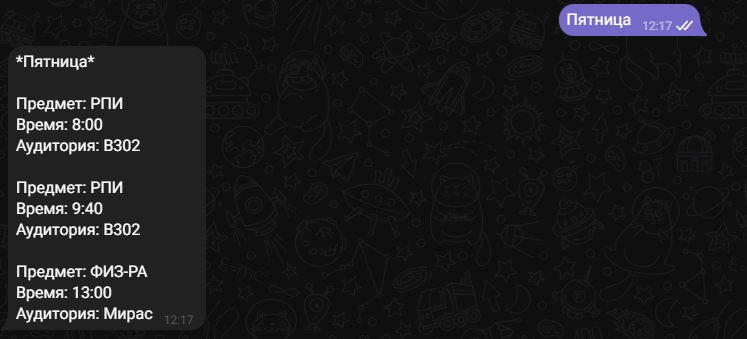 Пятница
12:17
*Пятница*
Предмет: РПИ
Время: 8:00
Аудитория: В302
Предмет: РПИ
Время: 9:40
Аудитория: В302
Предмет: ФИЗ-РА
Время: 13:00
Аудитория: Мирас
12:17